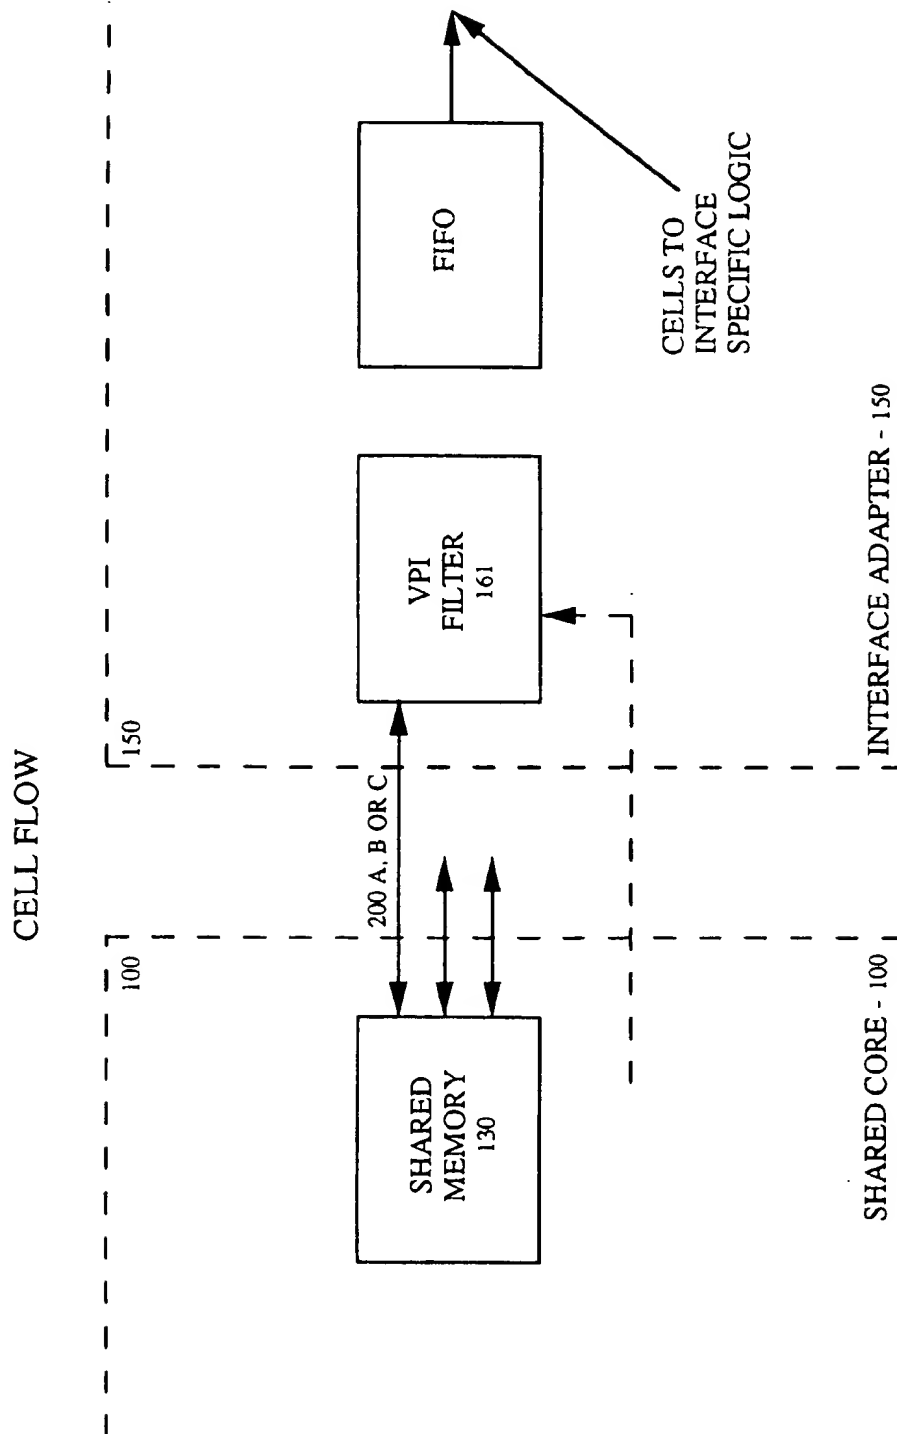 CELL FLOW
100
150
200 A, B OR C
SHARED
MEMORY
130
VPI
FILTER
161
FIFO
CELLS TO
INTERFACE
SPECIFIC LOGIC
SHARED CORE - 100
INTERFACE ADAPTER - 150